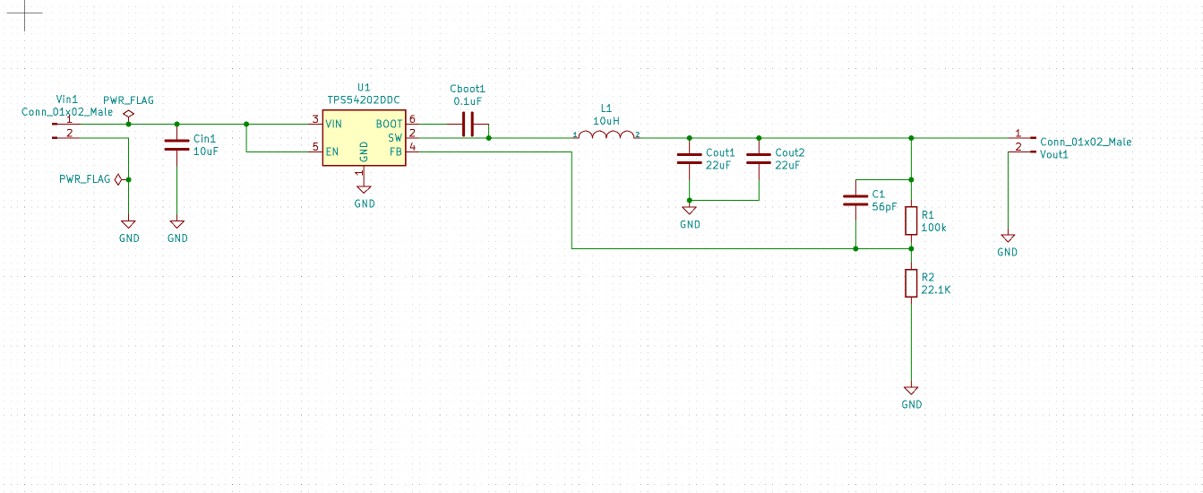 Vin1
Conn_01x02_Male
1
2
PWR_FLAG
PWR_FLAG
GND
Cin1
10uF
GND
U1
TPS54202DDC
3
VIN
5
EN
GND
1
BOOT
6
SW
2
FB
4
GND
Cboot1
0.1uF
L1
10uH
1
2
Cout1
22uF
Cout2
22uF
GND
C1
56pF
R1
100k
R2
22.1K
GND
1
2
Conn_01x02_Male
Vout1
GND